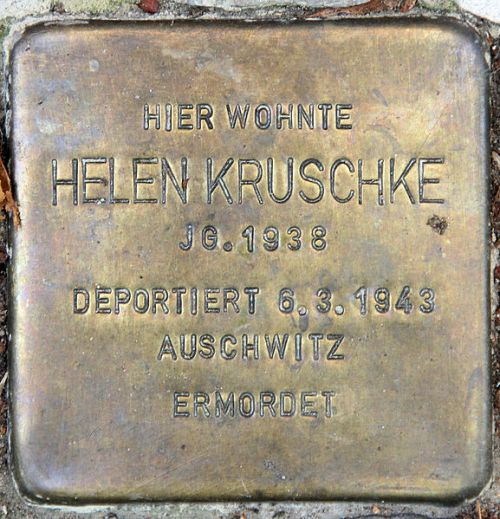 HIER WOHNTE
HELEN KRUSCHKE
JG. 1938
DEPORTIERT 6.3.1943
AUSCHWITZ
ERMORDET